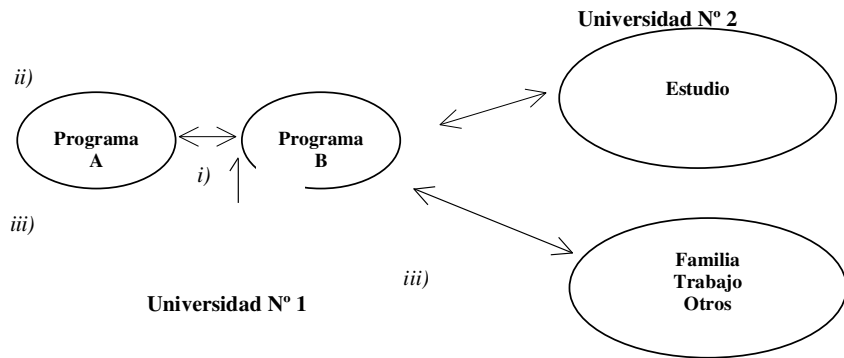 Universidad Nº 2
ii)
Estudio
Programa
A
Programa
B
i)
iii)
Familia
Trabajo
Otros
iii)
Universidad Nº 1